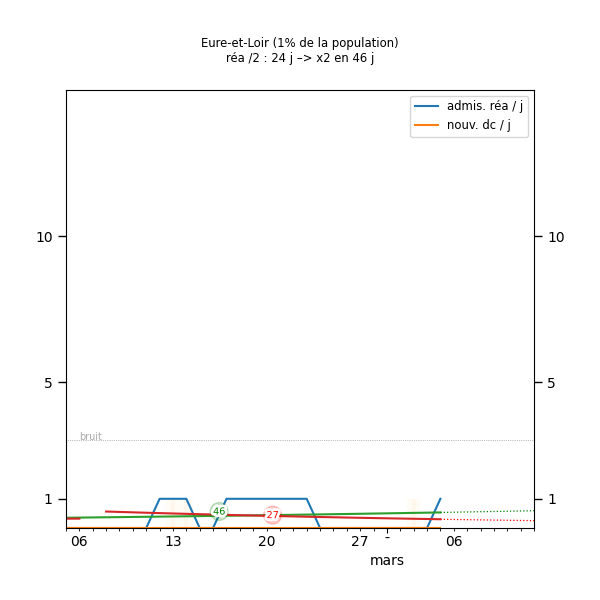 Eure-et-Loir (1% de la population)
réa /2 : 24 j –> x2 en 46 j
admis. réa / j
nouv. dc / j
10 10
5 5
bruit
1 1
46 27
06 13 20 27 - 06
mars